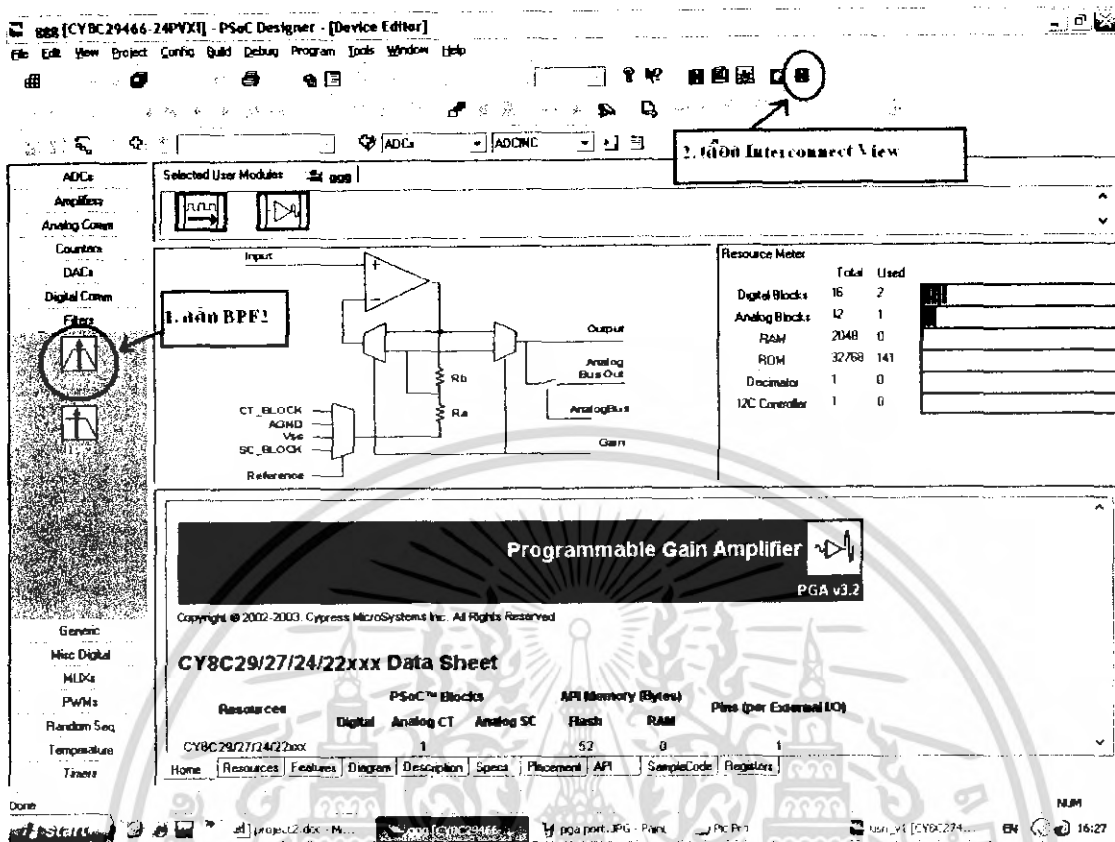 ggg [CY8C29466-24PVXI] - PSoC Designer - [Device Editor]
File Edit View Project Config Build Debug Program Tools Window Help
ADCs ADCINC
2. เลือก Interconnect View
ADCs
Amplifiers
Analog Comm
Counters
DACs
Digital Comm
Filters
Selected User Modules ggg
1. คลิก BPF2
Input
Output
Analog
Bus Out
AnalogBus
Gain
Rb
Ra
CT_BLOCK
AGND
Vss
SC_BLOCK
Reference
Resource Meter
Total Used
Digital Blocks 16 2
Analog Blocks 12 1
RAM 2048 0
ROM 32768 141
Decimator 1 0
I2C Controller 1 0
Programmable Gain Amplifier
PGA v3.2
Copyright © 2002-2003. Cypress MicroSystems Inc. All Rights Reserved
CY8C29/27/24/22xxx Data Sheet
Resources PSoC™ Blocks API Memory (Bytes) Pins (per External I/O)
Digital Analog CT Analog SC Flash RAM
CY8C29/27/24/22xxx 1 52 0 1
Generic
Misc Digital
MUXs
PWMs
Random Seq
Temperature
Timers
Home Resources Features Diagram Description Specs Placement API SampleCode Registers
Done NUM
start project2.doc - M... ggg [CY8C29466-... pga port.JPG - Paint EN 16:27